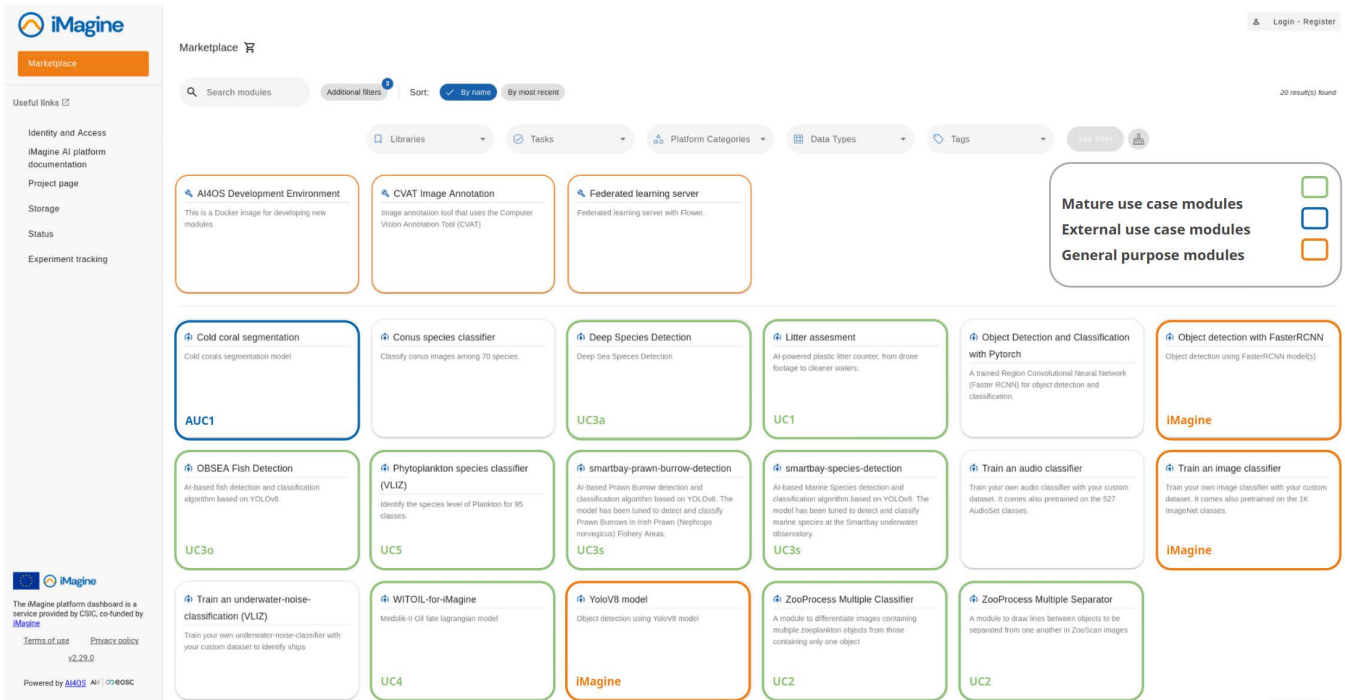 iMagine
Login - Register
Marketplace
Marketplace
Search modules
Additional filters
3
Sort:
By name
By most recent
20 result(s) found
Useful links
Identity and Access
iMagine AI platform
documentation
Project page
Storage
Status
Experiment tracking
Libraries
Tasks
Platform Categories
Data Types
Tags
Add filter
Mature use case modules
External use case modules
General purpose modules
AI4OS Development Environment
This is a Docker image for developing new
modules
CVAT Image Annotation
Image annotation tool that uses the Computer
Vision Annotation Tool (CVAT)
Federated learning server
Federated learning server with Flower.
Cold coral segmentation
Cold corals segmentation model
AUC1
Conus species classifier
Classify conus images among 70 species.
Deep Species Detection
Deep Sea Species Detection
UC3a
Litter assesment
AI-powered plastic litter counter, from drone
footage to cleaner waters.
UC1
Object Detection and Classification
with Pytorch
A trained Region Convolutional Neural Network
(Faster RCNN) for object detection and
classification.
Object detection with FasterRCNN
Object detection using FasterRCNN model(s)
iMagine
OBSEA Fish Detection
AI-based fish detection and classification
algorithm based on YOLOv8.
UC3o
Phytoplankton species classifier
(VLIZ)
Identify the species level of Plankton for 95
classes.
UC5
smartbay-prawn-burrow-detection
AI-based Prawn Burrow detection and
classification algorithm based on YOLOv8. The
model has been tuned to detect and classify
Prawn Burrows in Irish Prawn (Nephrops
norvegicus) Fishery Areas.
UC3s
smartbay-species-detection
AI-based Marine Species detection and
classification algorithm based on YOLOv8. The
model has been tuned to detect and classify
marine species at the Smartbay underwater
observatory.
UC3s
Train an audio classifier
Train your own audio classifier with your custom
dataset. It comes also pretrained on the 527
AudioSet classes.
Train an image classifier
Train your own image classifier with your custom
dataset. It comes also pretrained on the 1K
ImageNet classes.
iMagine
Train an underwater-noise-
classification (VLIZ)
Train your own underwater-noise-classifier with
your custom dataset to identify ships
WITOIL-for-iMagine
Medslik-II Oil fate lagrangian model
UC4
YoloV8 model
Object detection using YoloV8 model
iMagine
ZooProcess Multiple Classifier
A module to differentiate images containing
multiple zooplankton objects from those
containing only one object
UC2
ZooProcess Multiple Separator
A module to draw lines between objects to be
separated from one another in ZooScan images
UC2
iMagine
The iMagine platform dashboard is a
service provided by CSIC, co-funded by
iMagine
Terms of use
Privacy policy
v2.29.0
Powered by AI4OS AI4 eosc